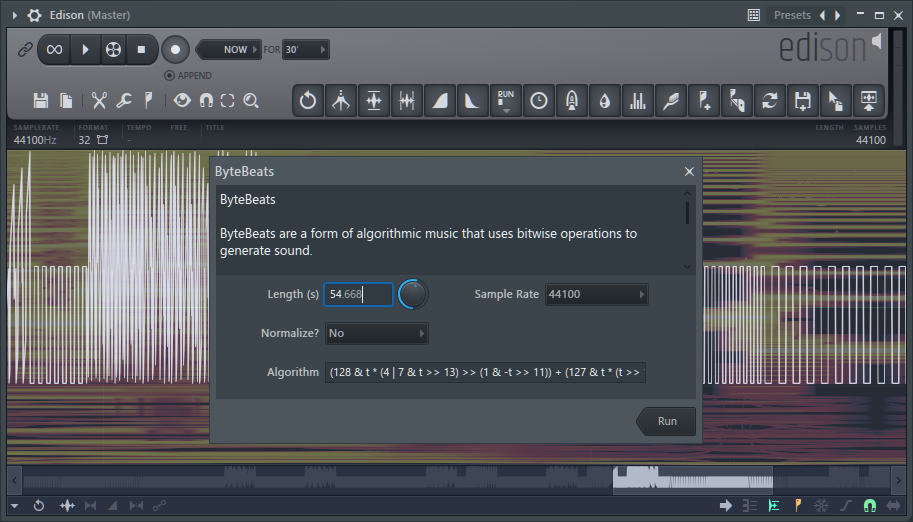 Edison (Master)
Presets
NOW
FOR
30'
edison
APPEND
RUN
SAMPLERATE
FORMAT
TEMPO
FREE
TITLE
LENGTH
SAMPLES
44100Hz
32
-
44100
ByteBeats
ByteBeats
ByteBeats are a form of algorithmic music that uses bitwise operations to
generate sound.
Length (s)
54.668
Sample Rate
44100
Normalize?
No
Algorithm
(128 & t * (4 | 7 & t >> 13) >> (1 & -t >> 11)) + (127 & t * (t >>
Run